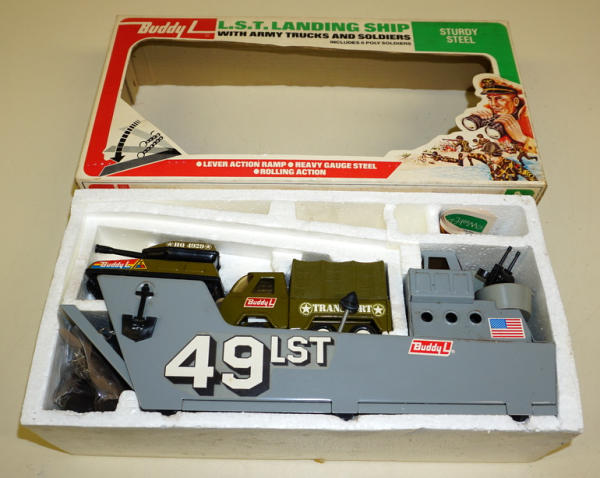 Buddy L
L.S.T. LANDING SHIP
WITH ARMY TRUCKS AND SOLDIERS
INCLUDES 6 POLY SOLDIERS
STURDY
STEEL
• LEVER ACTION RAMP • HEAVY GAUGE STEEL
• ROLLING ACTION
HQ 4929
Buddy L
Buddy L
TRANSPORT
49 LST
Buddy L